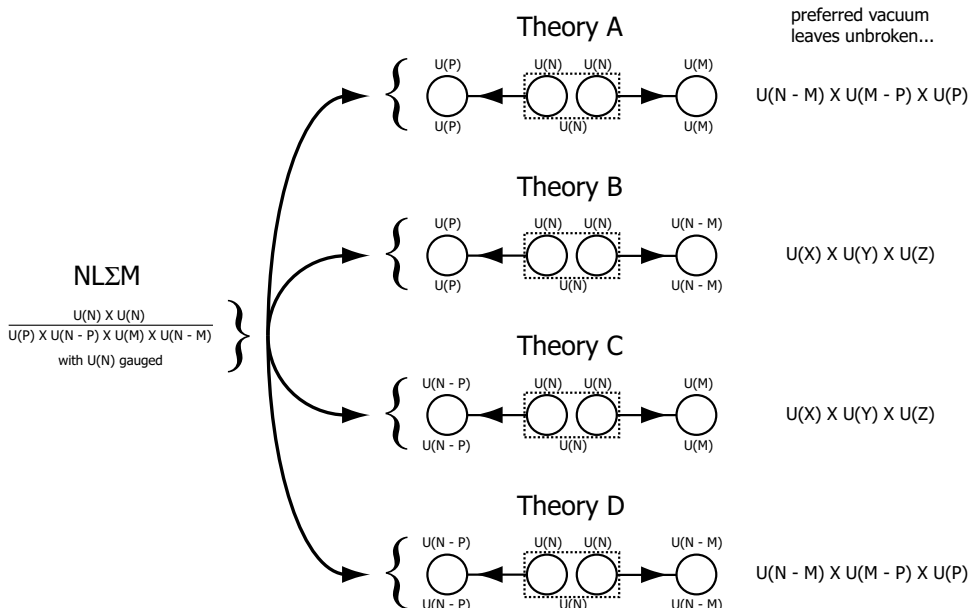 preferred vacuum
leaves unbroken...
Theory A
U(P) U(N) U(N) U(M)
{ U(N - M) X U(M - P) X U(P)
U(P) U(N) U(M)
Theory B
U(P) U(N) U(N) U(N - M)
{ U(X) X U(Y) X U(Z)
U(P) U(N) U(N - M)
NLΣM
U(N) X U(N)
U(P) X U(N - P) X U(M) X U(N - M)
with U(N) gauged
}
Theory C
U(N - P) U(N) U(N) U(M)
{ U(X) X U(Y) X U(Z)
U(N - P) U(N) U(M)
Theory D
U(N - P) U(N) U(N) U(N - M)
{ U(N - M) X U(M - P) X U(P)
U(N - P) U(N) U(N - M)